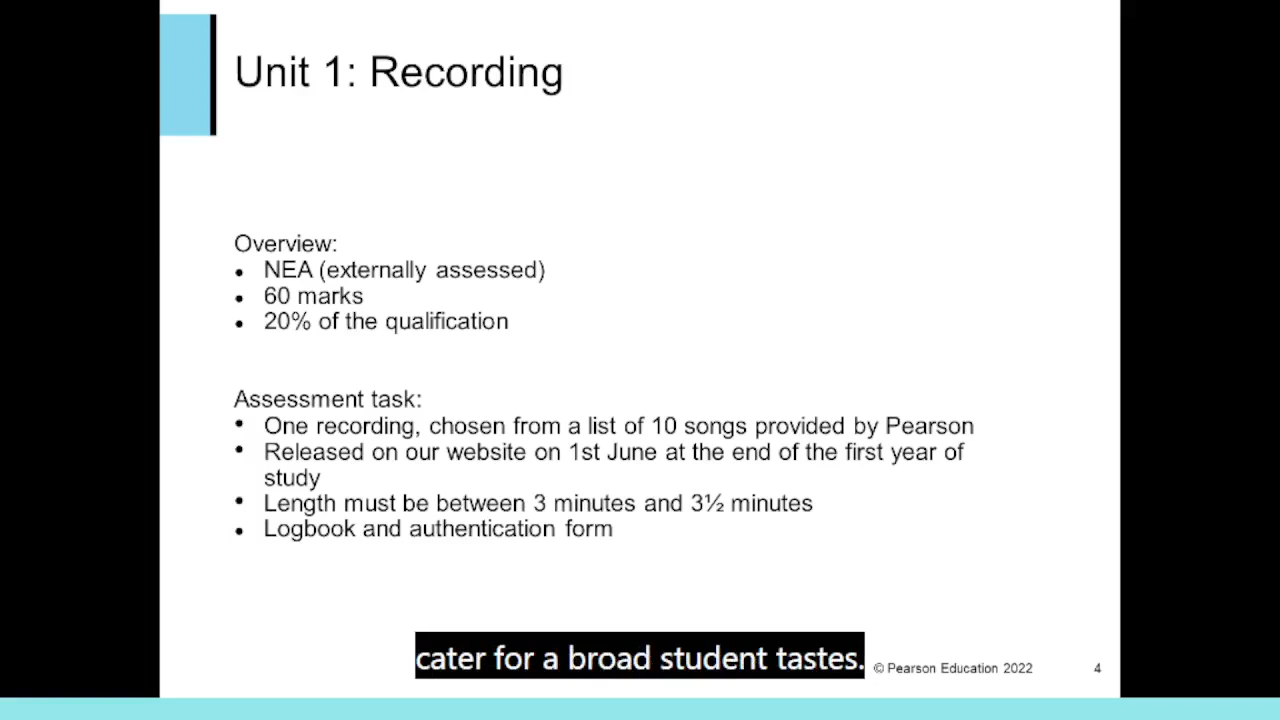 Unit 1: Recording
Overview:
• NEA (externally assessed)
• 60 marks
• 20% of the qualification
Assessment task:
• One recording, chosen from a list of 10 songs provided by Pearson
• Released on our website on 1st June at the end of the first year of
study
• Length must be between 3 minutes and 3½ minutes
• Logbook and authentication form
cater for a broad student tastes.
© Pearson Education 2022
4